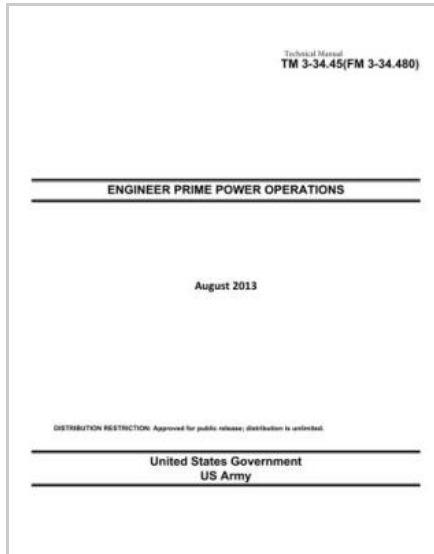 Technical Manual
TM 3-34.45(FM 3-34.480)
ENGINEER PRIME POWER OPERATIONS
August 2013
DISTRIBUTION RESTRICTION: Approved for public release; distribution is unlimited.
United States Government
US Army